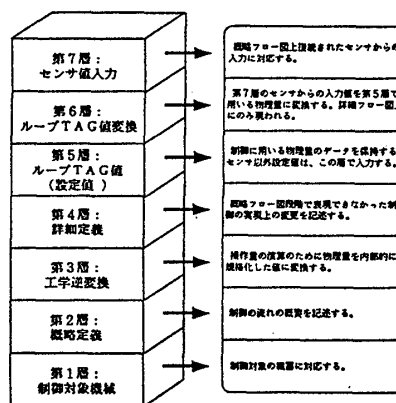 第7層：
センサ値入力
概略フロー図上接続されたセンサからの
入力に対応する。
第6層：
ループTAG値変換
第7層のセンサからの入力値を第5層で
用いる物理量に変換する。詳細フロー図上
にのみ現われる。
第5層：
ループTAG値
(設定値 )
制御に用いる物理量のデータを保持する
センサ以外設定値は、この層で入力する。
第4層：
詳細定義
概略フロー図段階で表現できなかった制
御の実現上の変更を記述する。
第3層：
工学逆変換
操作量の演算のために物理量を内部的に
規格化した値に変換する。
第2層：
概略定義
制御の流れの概要を記述する。
第1層：
制御対象機械
制御対象の機器に対応する。